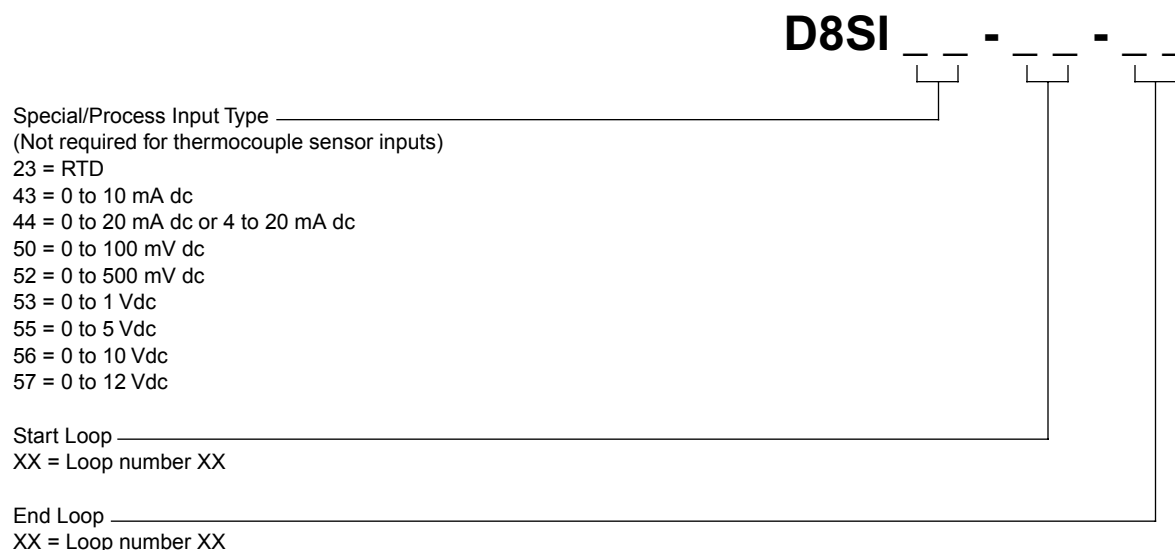 D8SI _ _ - _ _ - _ _
Special/Process Input Type
(Not required for thermocouple sensor inputs)
23 = RTD
43 = 0 to 10 mA dc
44 = 0 to 20 mA dc or 4 to 20 mA dc
50 = 0 to 100 mV dc
52 = 0 to 500 mV dc
53 = 0 to 1 Vdc
55 = 0 to 5 Vdc
56 = 0 to 10 Vdc
57 = 0 to 12 Vdc
Start Loop
XX = Loop number XX
End Loop
XX = Loop number XX